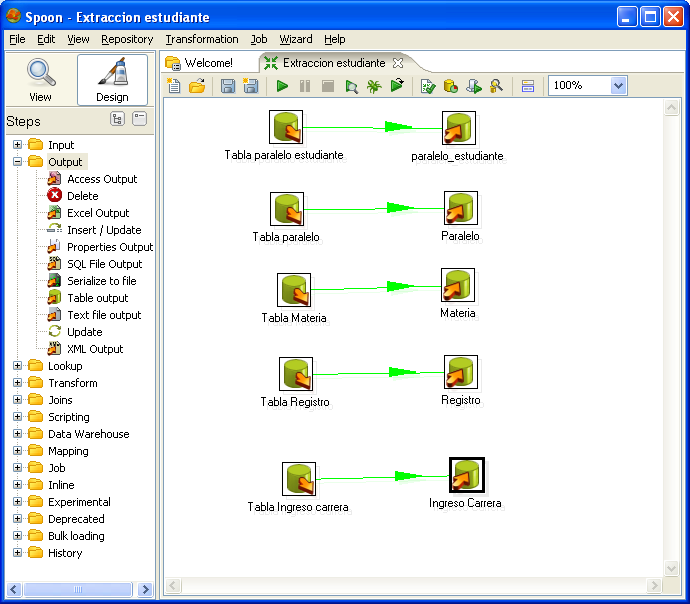 Spoon - Extraccion estudiante
File Edit View Repository Transformation Job Wizard Help
View
Design
Welcome!
Extraccion estudiante
100%
Steps
Input
Output
Access Output
Delete
Excel Output
Insert / Update
Properties Output
SQL File Output
Serialize to file
Table output
Text file output
Update
XML Output
Lookup
Transform
Joins
Scripting
Data Warehouse
Mapping
Job
Inline
Experimental
Deprecated
Bulk loading
History
Tabla paralelo estudiante
paralelo_estudiante
Tabla paralelo
Paralelo
Tabla Materia
Materia
Tabla Registro
Registro
Tabla Ingreso carrera
Ingreso Carrera